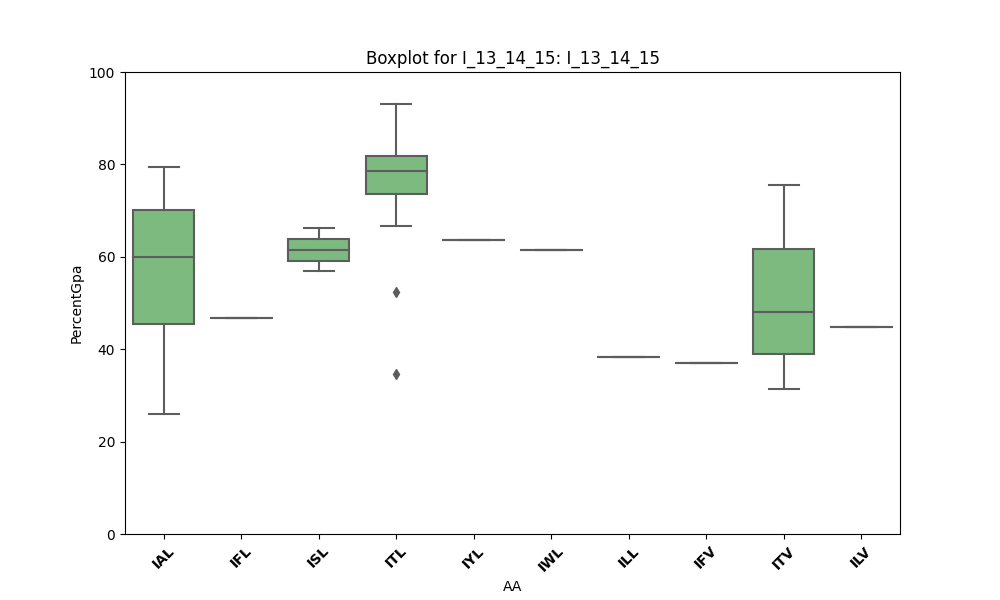 Boxplot for I_13_14_15: I_13_14_15
100
80
60
40
20
0
PercentGpa
IAL IFL ISL ITL IYL IWL ILL IFV ITV ILV
AA